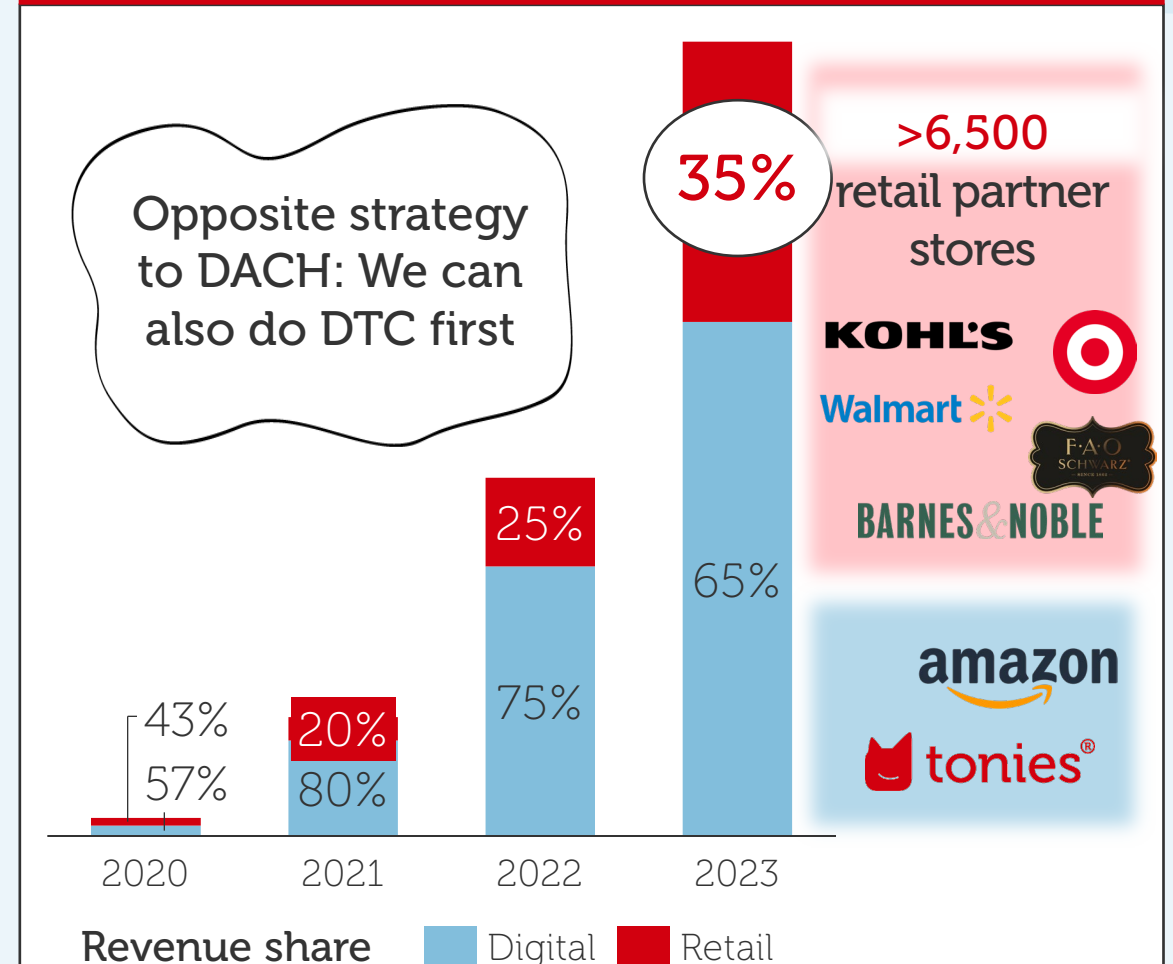 Opposite strategy
to DACH: We can
also do DTC first
35%
>6,500
retail partner
stores
KOHL'S
Walmart
F·A·O
SCHWARZ
BARNES&NOBLE
25%
65%
75%
amazon
tonies®
43%
57%
20%
80%
2020
2021
2022
2023
Revenue share
Digital
Retail